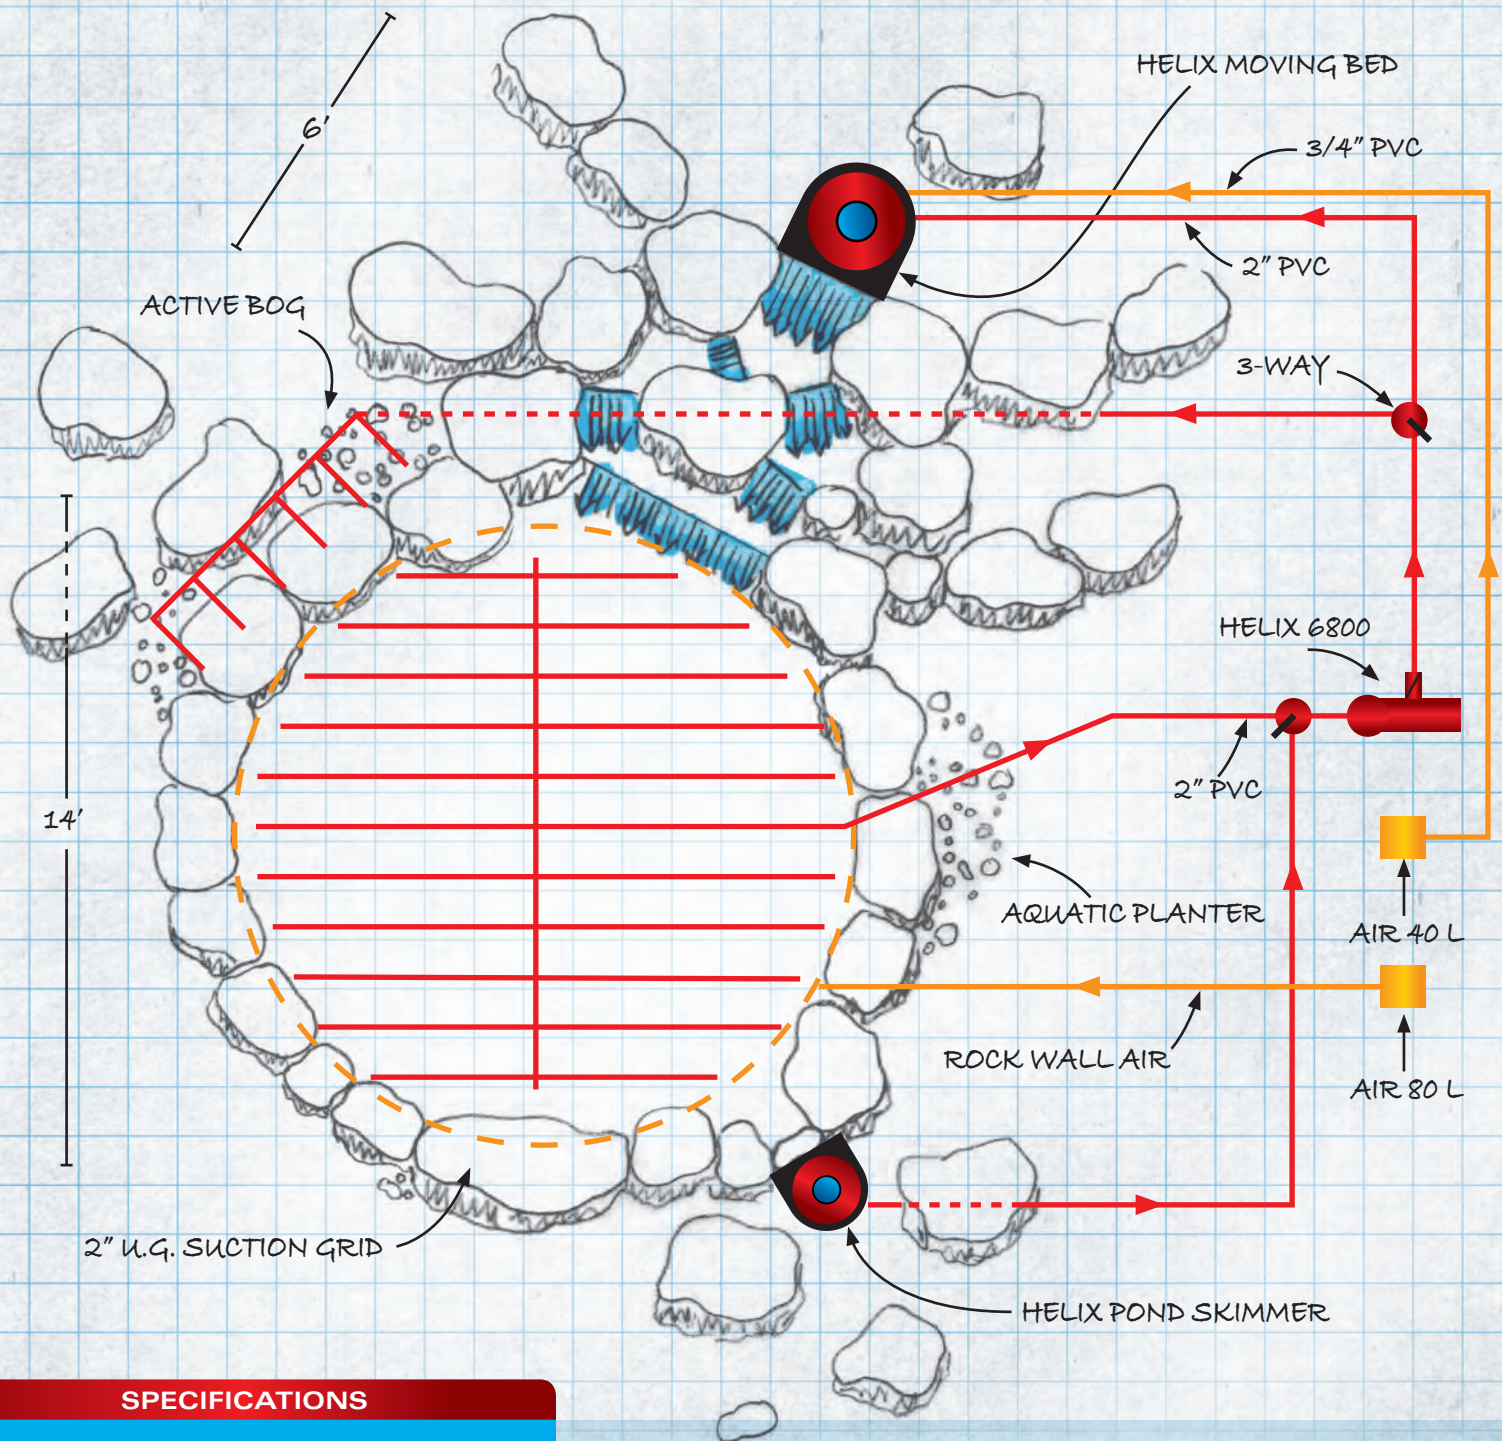 HELIX MOVING BED
6'
3/4" PVC
2" PVC
ACTIVE BOG
3-WAY
HELIX 6800
2" PVC
14'
AQUATIC PLANTER
AIR 40 L
ROCK WALL AIR
AIR 80 L
2" U.G. SUCTION GRID
HELIX POND SKIMMER
SPECIFICATIONS